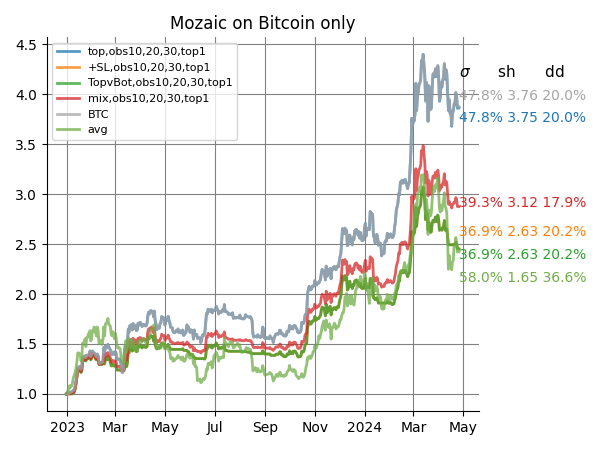 Mozaic on Bitcoin only
4.5
4.0
3.5
3.0
2.5
2.0
1.5
1.0
top,obs10,20,30,top1
+SL,obs10,20,30,top1
TopvBot,obs10,20,30,top1
mix,obs10,20,30,top1
BTC
avg
σ sh dd
47.8% 3.76 20.0%
47.8% 3.75 20.0%
39.3% 3.12 17.9%
36.9% 2.63 20.2%
36.9% 2.63 20.2%
58.0% 1.65 36.6%
2023 Mar May Jul Sep Nov 2024 Mar May